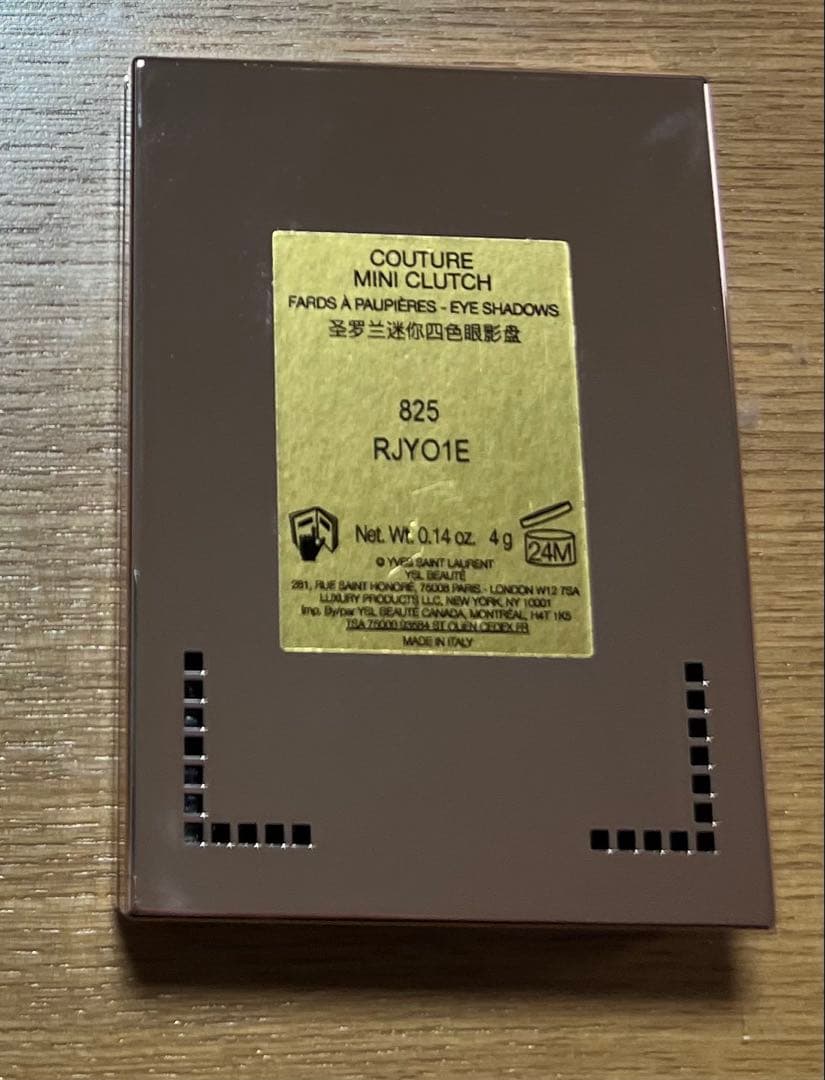 COUTURE
MINI CLUTCH
FARDS À PAUPIÈRES - EYE SHADOWS
圣罗兰迷你四色眼影盘
825
RJYO1E
Net. Wt. 0.14 oz. 4 g
24M
© YVES SAINT LAURENT
YSL BEAUTÉ
281, RUE SAINT HONORÉ, 75008 PARIS - LONDON W12 7SA
LUXURY PRODUCTS LLC, NEW YORK, NY 10001
Imp. By/par YSL BEAUTÉ CANADA, MONTRÉAL, H4T 1K5
TSA 75000 93584 ST OUEN CEDEX FR
MADE IN ITALY